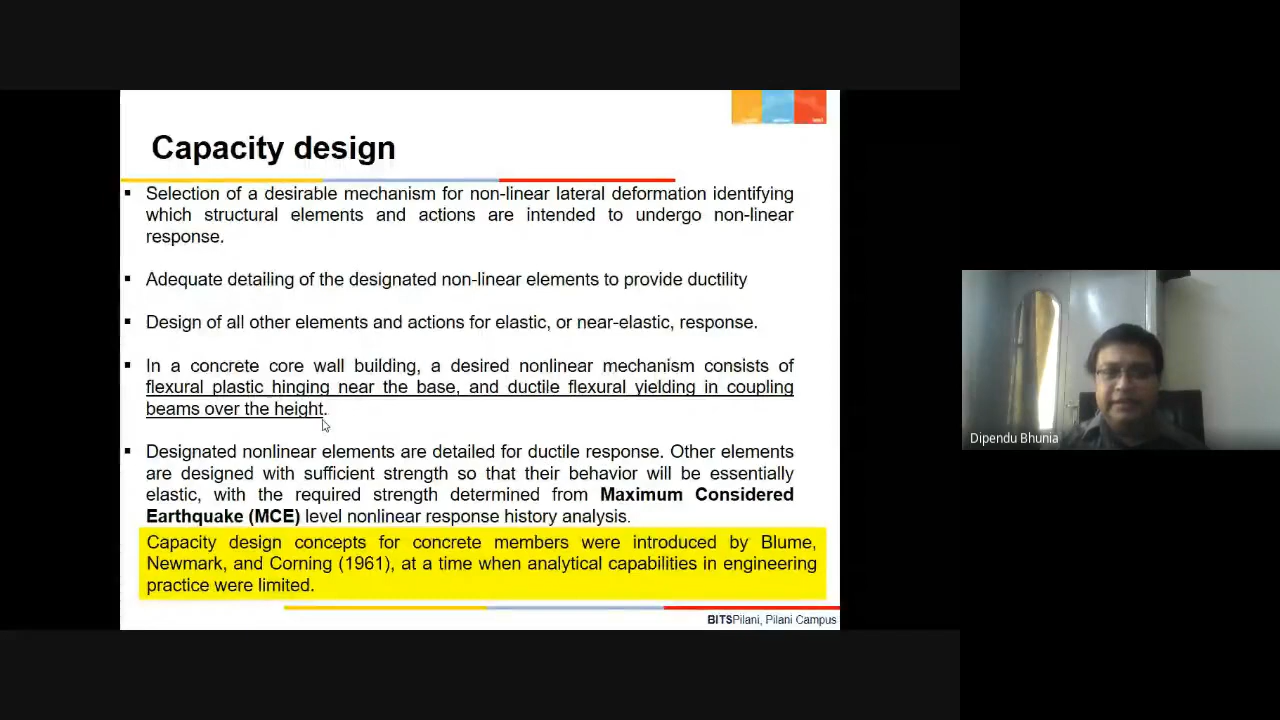 Capacity design
▪ Selection of a desirable mechanism for non-linear lateral deformation identifying
which structural elements and actions are intended to undergo non-linear
response.
▪ Adequate detailing of the designated non-linear elements to provide ductility
▪ Design of all other elements and actions for elastic, or near-elastic, response.
▪ In a concrete core wall building, a desired nonlinear mechanism consists of
flexural plastic hinging near the base, and ductile flexural yielding in coupling
beams over the height.
▪ Designated nonlinear elements are detailed for ductile response. Other elements
are designed with sufficient strength so that their behavior will be essentially
elastic, with the required strength determined from Maximum Considered
Earthquake (MCE) level nonlinear response history analysis.
Capacity design concepts for concrete members were introduced by Blume,
Newmark, and Corning (1961), at a time when analytical capabilities in engineering
practice were limited.
BITSPilani, Pilani Campus
Dipendu Bhunia